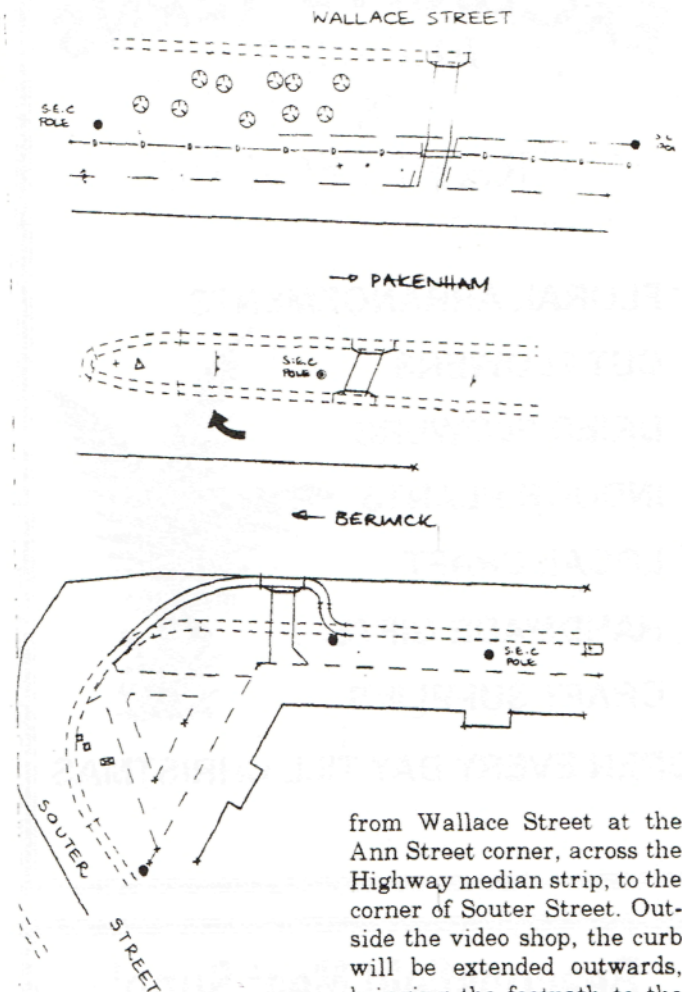 WALLACE STREET
S.E.C
POLE
PAKENHAM
S.E.C
POLE
BERWICK
S.E.C
POLE
SOUTER
STREET
from Wallace Street at the
Ann Street corner, across the
Highway median strip, to the
corner of Souter Street. Out-
side the video shop, the curb
will be extended outwards,